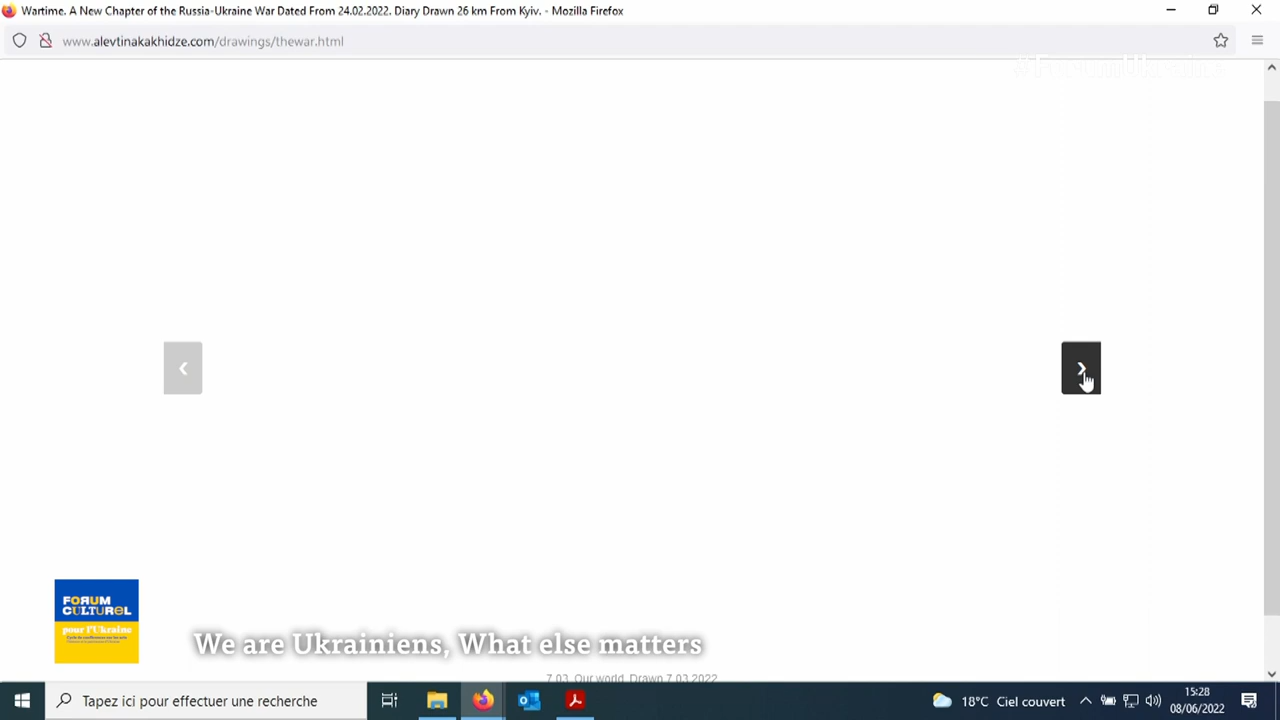 Wartime. A New Chapter of the Russia-Ukraine War Dated From 24.02.2022. Diary Drawn 26 km From Kyiv. - Mozilla Firefox
www.alevtinakakhidze.com/drawings/thewar.html
#ForumUkraine
FORUM
CULTUREL
pour l'Ukraine
We are Ukrainiens, What else matters
7.03. Our world. Drawn 7.03.2022
Tapez ici pour effectuer une recherche
18°C Ciel couvert
15:28
08/06/2022